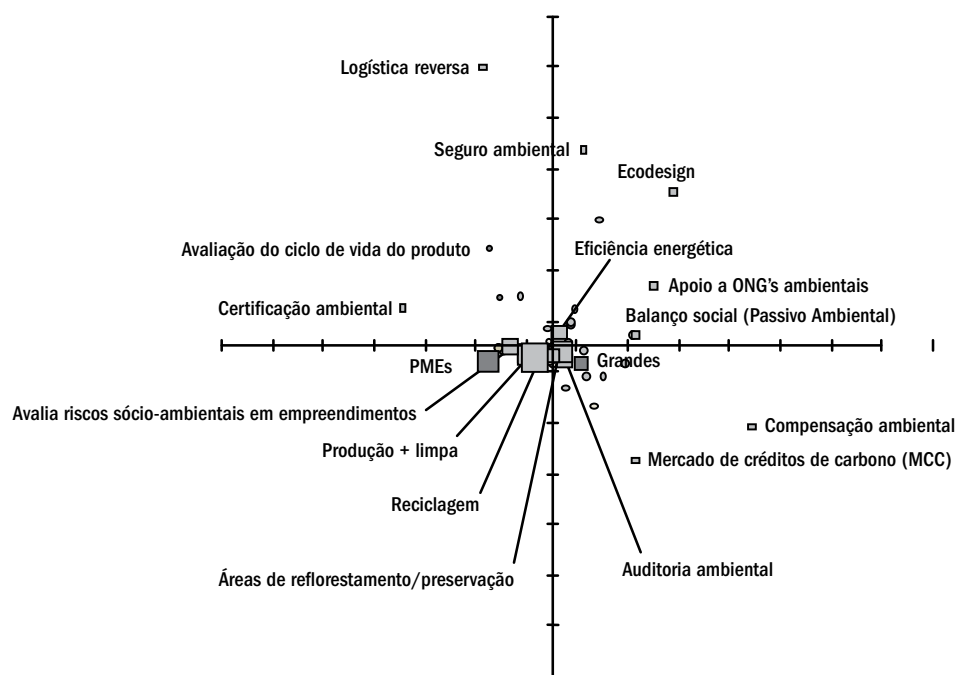 Logística reversa
Seguro ambiental
Ecodesign
Avaliação do ciclo de vida do produto
Eficiência energética
Apoio a ONG's ambientais
Certificação ambiental
Balanço social (Passivo Ambiental)
PMEs
Grandes
Avalia riscos sócio-ambientais em empreendimentos
Compensação ambiental
Produção + limpa
Mercado de créditos de carbono (MCC)
Reciclagem
Áreas de reflorestamento/preservação
Auditoria ambiental